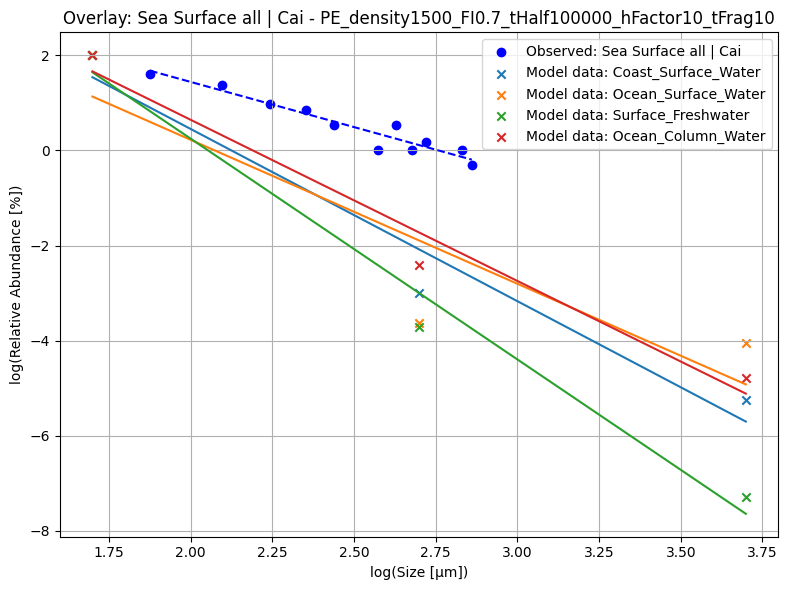 Overlay: Sea Surface all | Cai - PE_density1500_FI0.7_tHalf100000_hFactor10_tFrag10
Observed: Sea Surface all | Cai
Model data: Coast_Surface_Water
Model data: Ocean_Surface_Water
Model data: Surface_Freshwater
Model data: Ocean_Column_Water
log(Relative Abundance [%])
2
0
−2
−4
−6
−8
1.75
2.00
2.25
2.50
2.75
3.00
3.25
3.50
3.75
log(Size [μm])